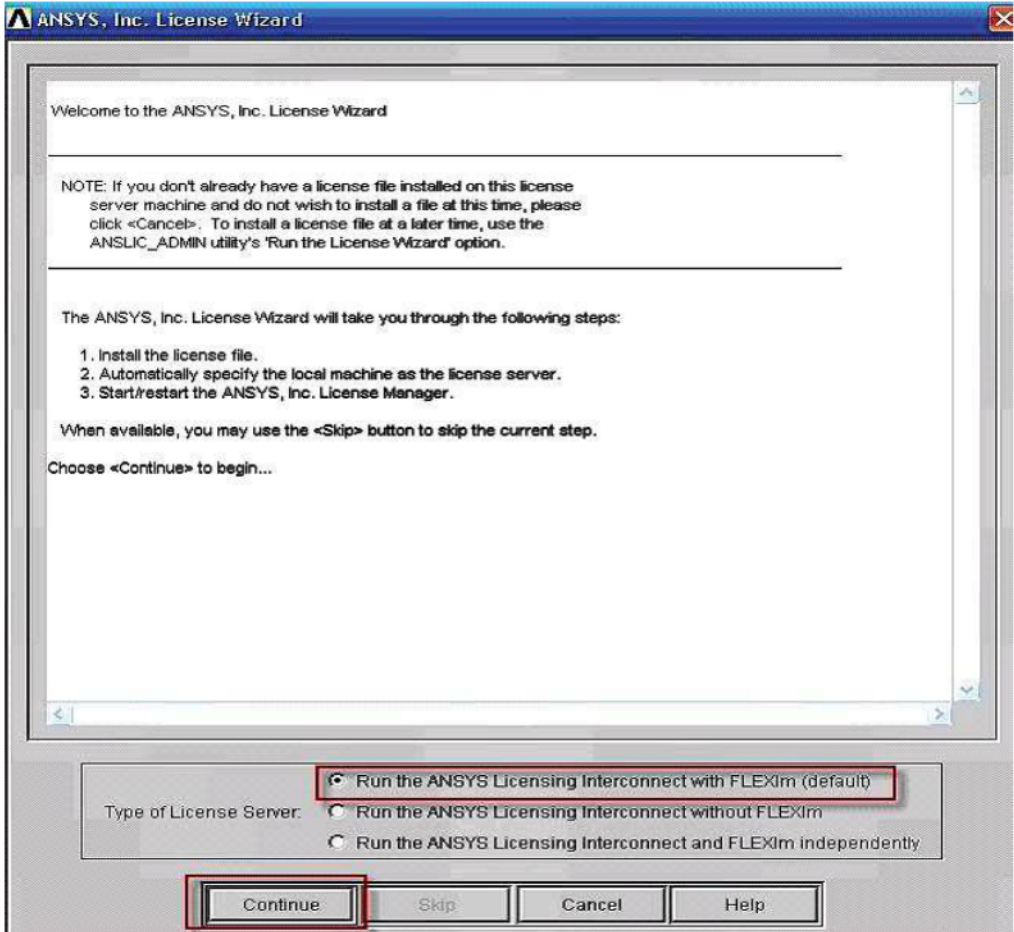 ANSYS, Inc. License Wizard
Welcome to the ANSYS, Inc. License Wizard
NOTE: If you don't already have a license file installed on this license
server machine and do not wish to install a file at this time, please
click <Cancel>. To install a license file at a later time, use the
ANSLIC_ADMIN utility's 'Run the License Wizard' option.
The ANSYS, Inc. License Wizard will take you through the following steps:
1. Install the license file.
2. Automatically specify the local machine as the license server.
3. Start/restart the ANSYS, Inc. License Manager.
When available, you may use the <Skip> button to skip the current step.
Choose <Continue> to begin...
Run the ANSYS Licensing Interconnect with FLEXlm (default)
Type of License Server: Run the ANSYS Licensing Interconnect without FLEXlm
Run the ANSYS Licensing Interconnect and FLEXlm independently
Continue Skip Cancel Help